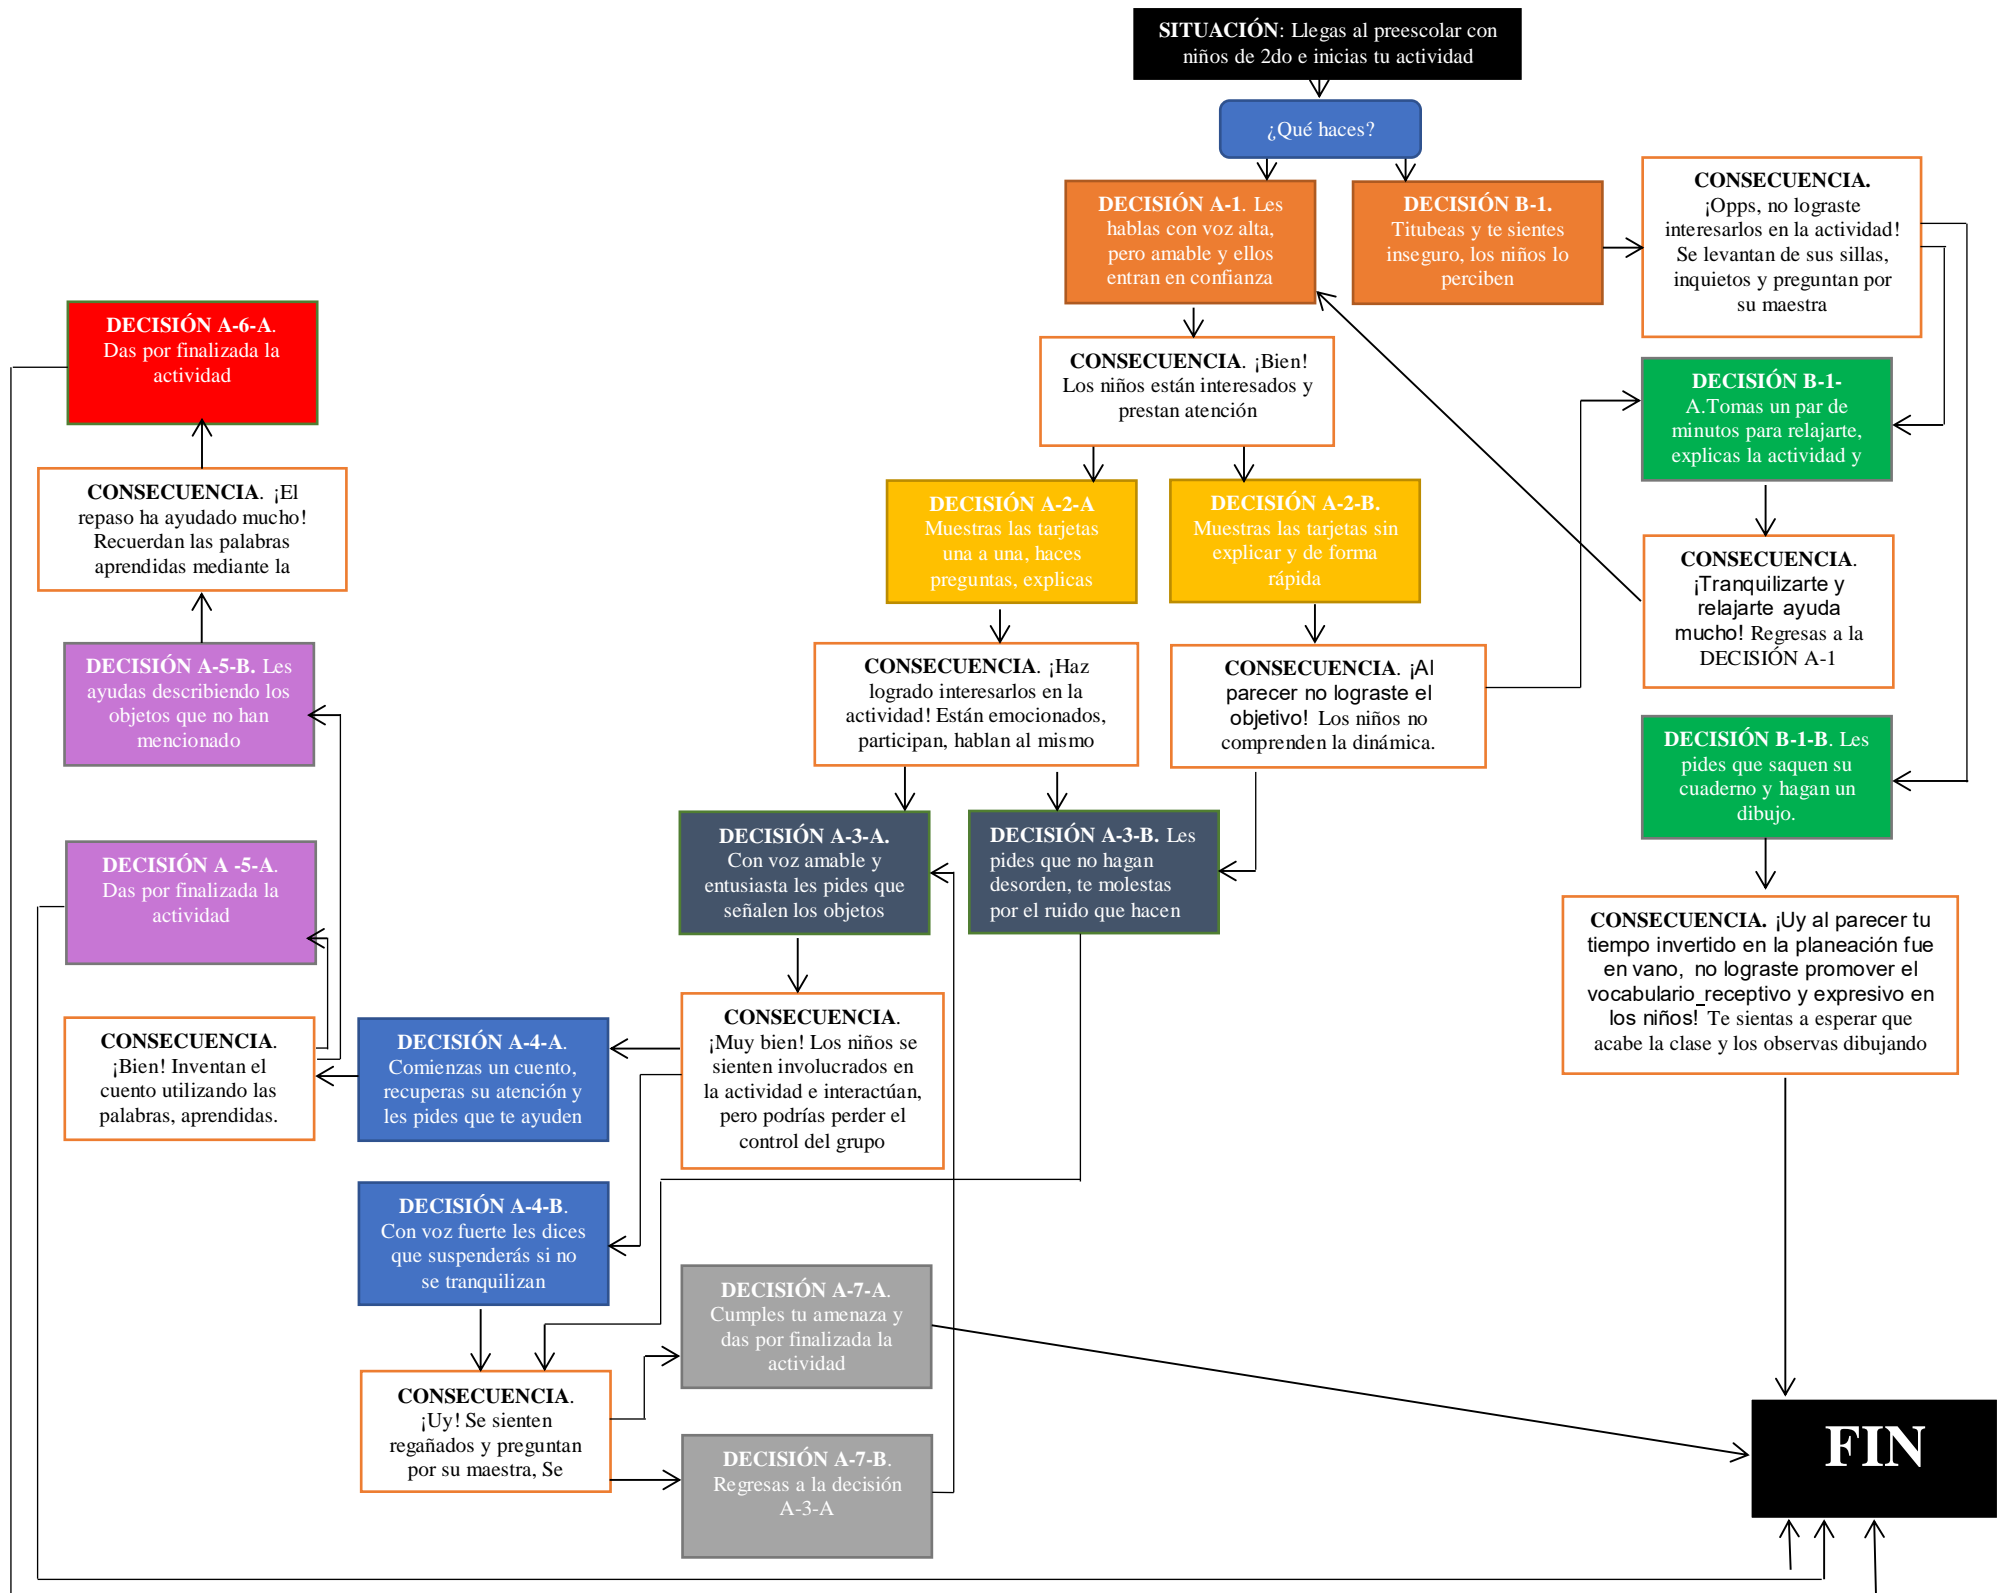 SITUACIÓN: Llegas al preescolar con
niños de 2do e inicias tu actividad
¿Qué haces?
DECISIÓN A-1. Les
hablas con voz alta,
pero amable y ellos
entran en confianza
DECISIÓN B-1.
Titubeas y te sientes
inseguro, los niños lo
perciben
CONSECUENCIA.
¡Opps, no lograste
interesarlos en la actividad!
Se levantan de sus sillas,
inquietos y preguntan por
su maestra
DECISIÓN A-6-A.
Das por finalizada la
actividad
CONSECUENCIA. ¡Bien!
Los niños están interesados y
prestan atención
DECISIÓN B-1-
A.Tomas un par de
minutos para relajarte,
explicas la actividad y
CONSECUENCIA. ¡El
repaso ha ayudado mucho!
Recuerdan las palabras
aprendidas mediante la
DECISIÓN A-2-A
Muestras las tarjetas
una a una, haces
preguntas, explicas
DECISIÓN A-2-B.
Muestras las tarjetas sin
explicar y de forma
rápida
CONSECUENCIA.
¡Tranquilizarte y
relajarte ayuda
mucho! Regresas a la
DECISIÓN A-1
DECISIÓN A-5-B. Les
ayudas describiendo los
objetos que no han
mencionado
CONSECUENCIA. ¡Haz
logrado interesarlos en la
actividad! Están emocionados,
participan, hablan al mismo
CONSECUENCIA. ¡Al
parecer no lograste el
objetivo! Los niños no
comprenden la dinámica.
DECISIÓN B-1-B. Les
pides que saquen su
cuaderno y hagan un
dibujo.
DECISIÓN A -5-A.
Das por finalizada la
actividad
DECISIÓN A-3-A.
Con voz amable y
entusiasta les pides que
señalen los objetos
DECISIÓN A-3-B. Les
pides que no hagan
desorden, te molestas
por el ruido que hacen
CONSECUENCIA. ¡Uy al parecer tu
tiempo invertido en la planeación fue
en vano, no lograste promover el
vocabulario receptivo y expresivo en
los niños! Te sientas a esperar que
acabe la clase y los observas dibujando
CONSECUENCIA.
¡Bien! Inventan el
cuento utilizando las
palabras, aprendidas.
DECISIÓN A-4-A.
Comienzas un cuento,
recuperas su atención y
les pides que te ayuden
CONSECUENCIA.
¡Muy bien! Los niños se
sienten involucrados en
la actividad e interactúan,
pero podrías perder el
control del grupo
DECISIÓN A-4-B.
Con voz fuerte les dices
que suspenderás si no
se tranquilizan
DECISIÓN A-7-A.
Cumples tu amenaza y
das por finalizada la
actividad
CONSECUENCIA.
¡Uy! Se sienten
regañados y preguntan
por su maestra, Se
DECISIÓN A-7-B.
Regresas a la decisión
A-3-A
FIN